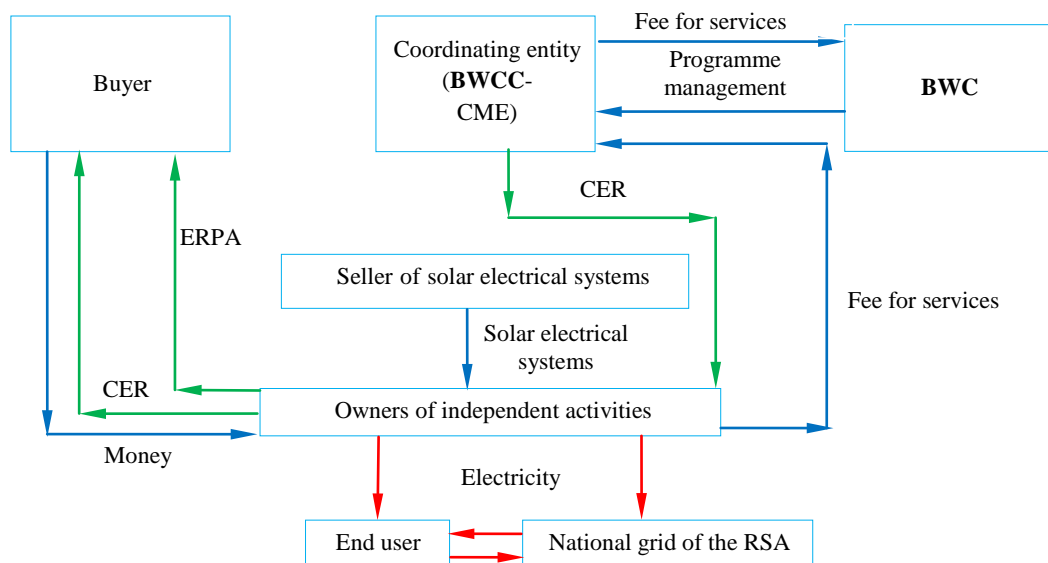 Fee for services
Coordinating entity
(BWCC-
CME)
Programme
management
Buyer
BWC
CER
ERPA
Seller of solar electrical systems
Fee for services
Solar electrical
systems
CER
Owners of independent activities
Money
Electricity
End user
National grid of the RSA